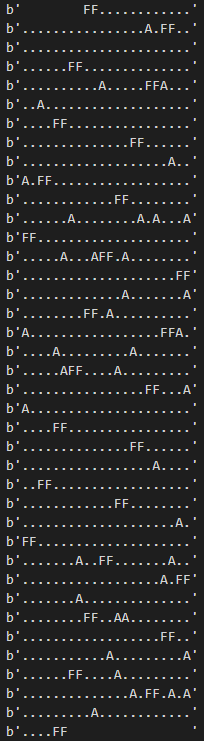 b'        FF............'
b'................A.FF..'
b'......................'
b'......FF..............'
b'..........A.....FFA...'
b'..A...................'
b'....FF................'
b'..............FF......'
b'...................A..'
b'A.FF..................'
b'............FF........'
b'......A........A.A...A'
b'FF....................'
b'.....A...AFF.A........'
b'....................FF'
b'.............A.......A'
b'........FF.A..........'
b'A.................FFA.'
b'....A.........A.......'
b'.....AFF....A.........'
b'................FF...A'
b'A.....................'
b'....FF................'
b'..............FF......'
b'.................A....'
b'..FF..................'
b'............FF........'
b'....................A.'
b'FF....................'
b'.......A..FF.......A..'
b'..................A.FF'
b'.......A..............'
b'........FF..AA........'
b'..................FF..'
b'...........A.........A'
b'......FF....A.........'
b'..............A.FF.A.A'
b'.........A............'
b'....FF                '